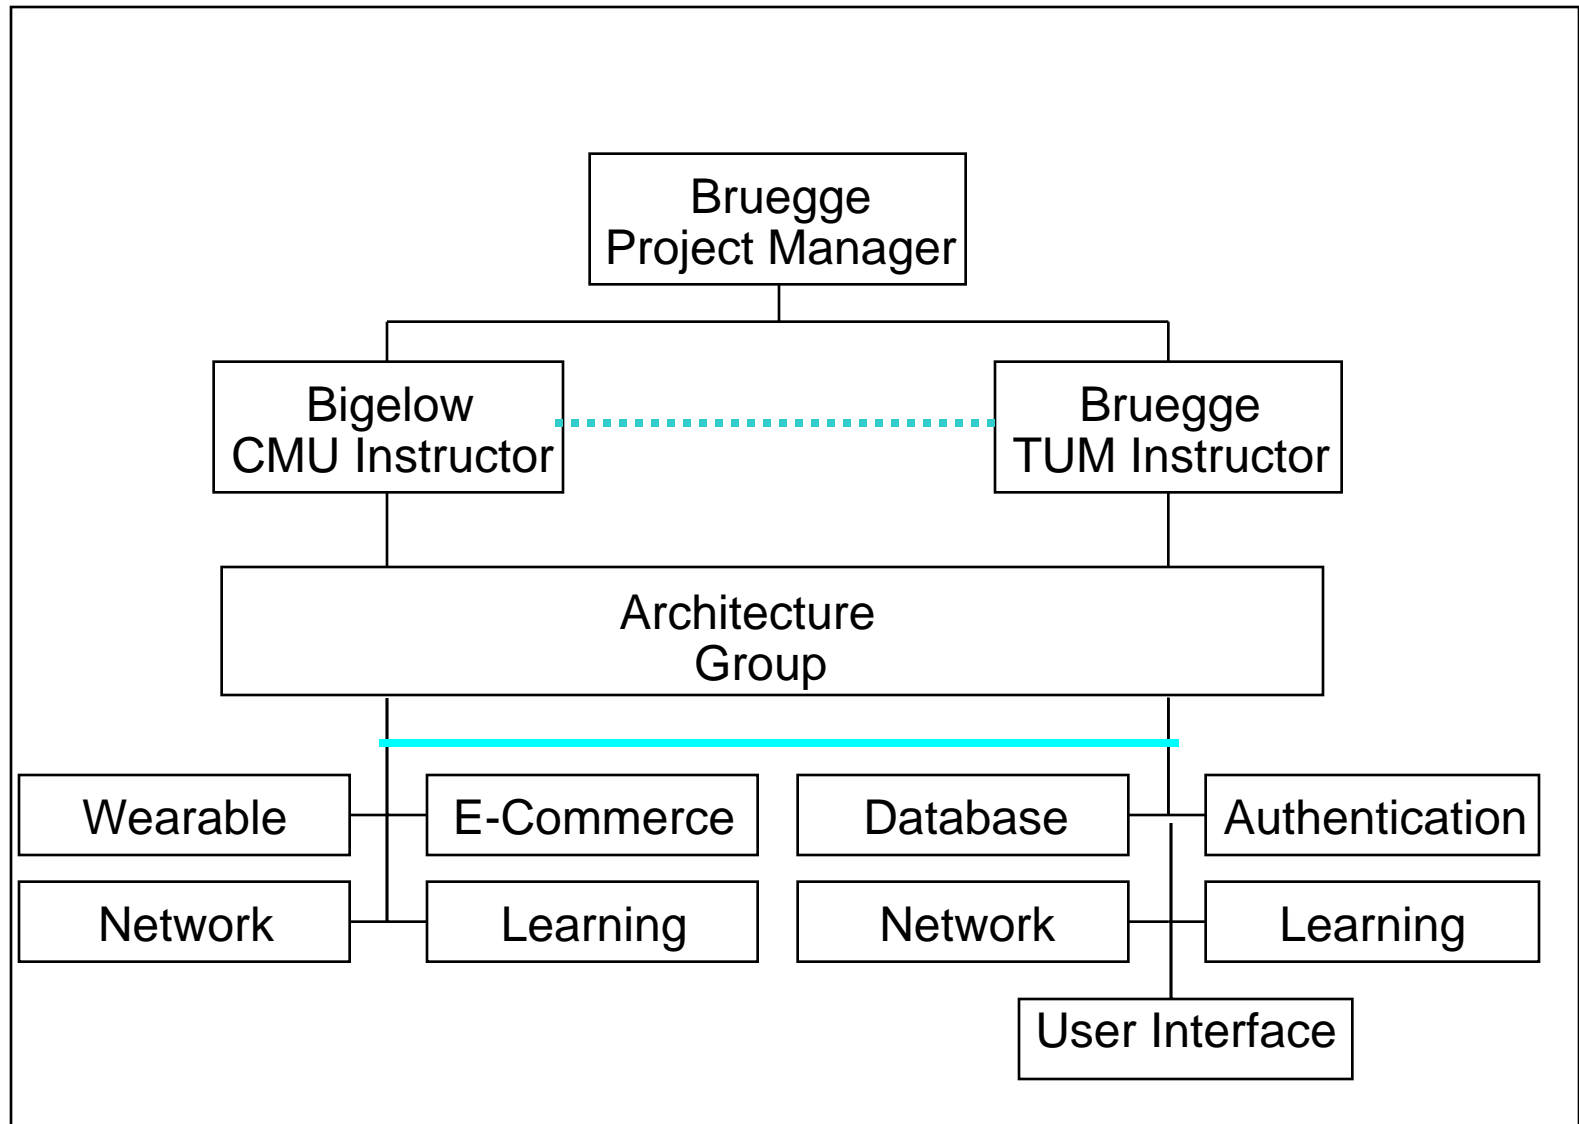 Bruegge
Project Manager
Bigelow
CMU Instructor
Bruegge
TUM Instructor
Architecture
Group
Wearable
E-Commerce
Database
Authentication
Network
Learning
Network
Learning
User Interface